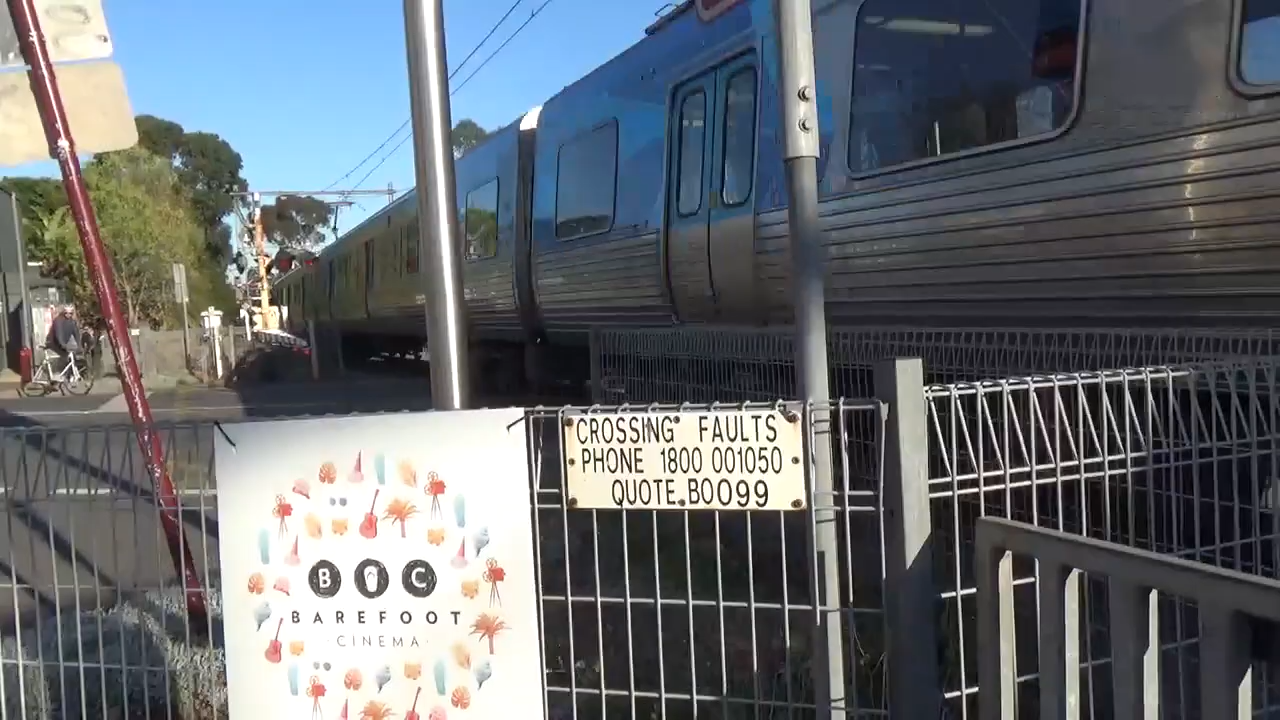 CROSSING FAULTS
PHONE 1800 001050
QUOTE.B0099
B O C
BAREFOOT
·CINEMA·